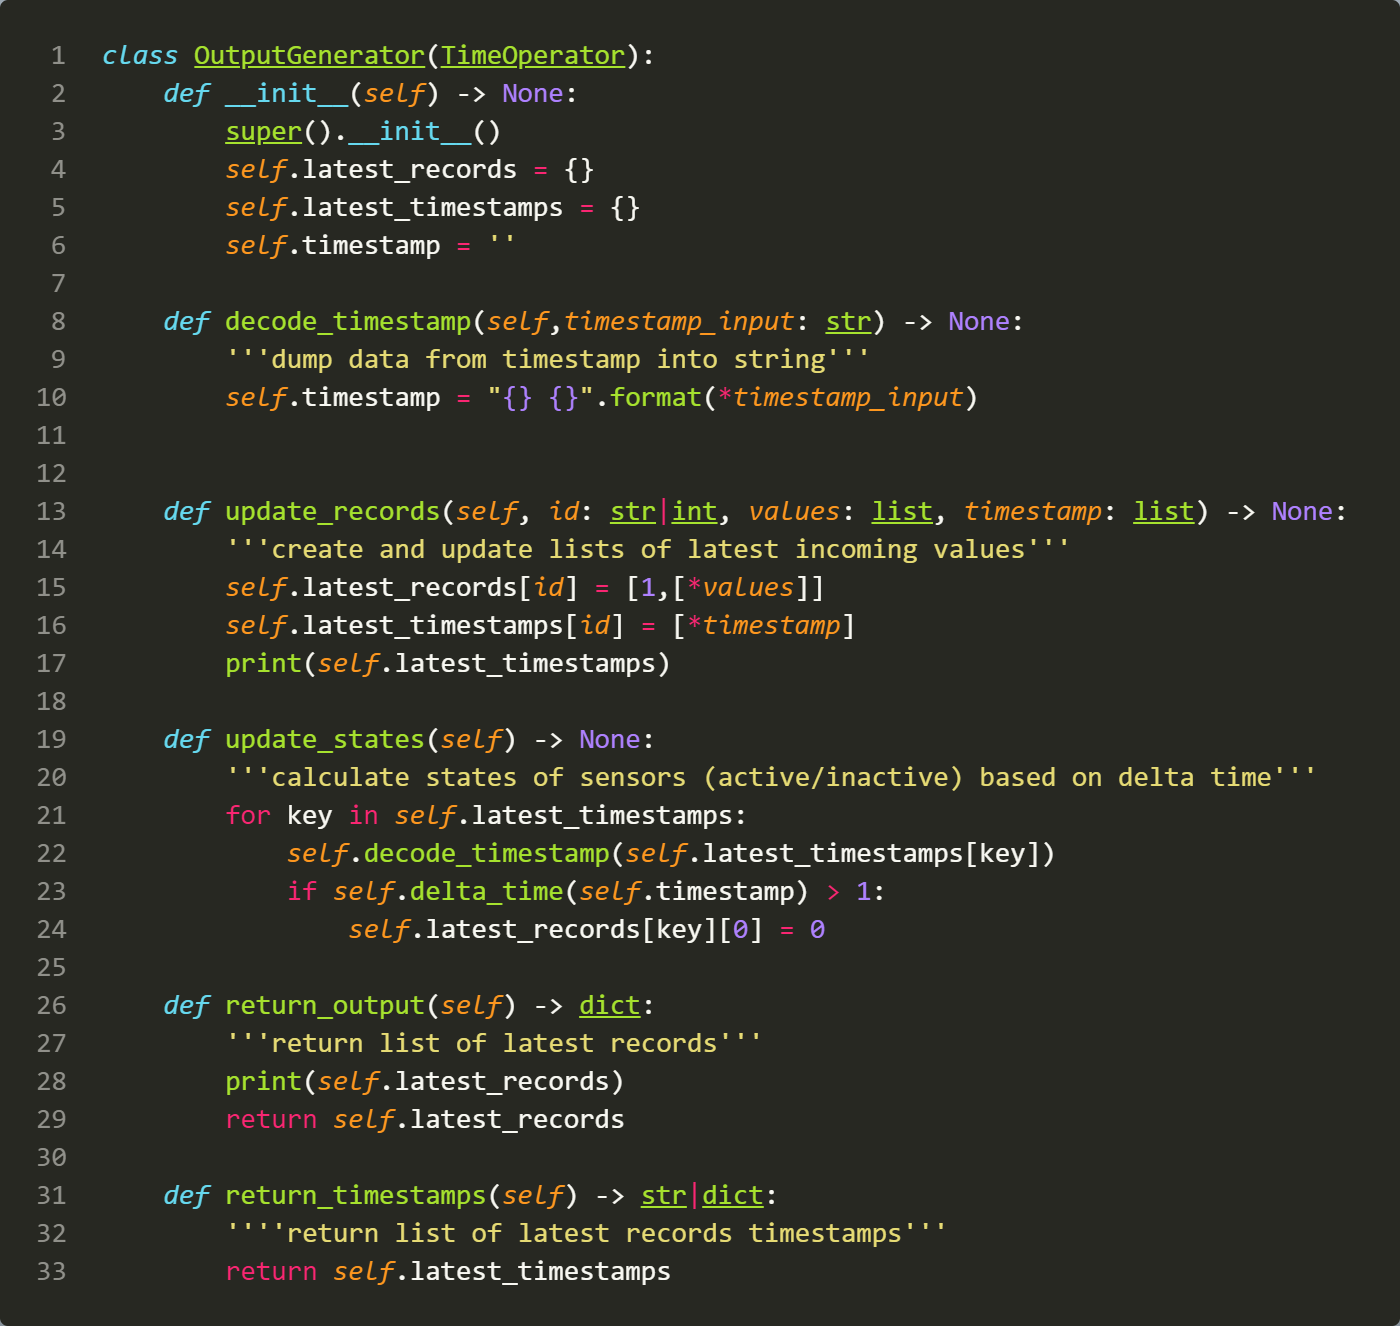 1 class OutputGenerator(TimeOperator):
2     def __init__(self) -> None:
3         super().__init__()
4         self.latest_records = {}
5         self.latest_timestamps = {}
6         self.timestamp = ''
7
8     def decode_timestamp(self,timestamp_input: str) -> None:
9         '''dump data from timestamp into string'''
10         self.timestamp = "{} {}".format(*timestamp_input)
11
12
13     def update_records(self, id: str|int, values: list, timestamp: list) -> None:
14         '''create and update lists of latest incoming values'''
15         self.latest_records[id] = [1,[*values]]
16         self.latest_timestamps[id] = [*timestamp]
17         print(self.latest_timestamps)
18
19     def update_states(self) -> None:
20         '''calculate states of sensors (active/inactive) based on delta time'''
21         for key in self.latest_timestamps:
22             self.decode_timestamp(self.latest_timestamps[key])
23             if self.delta_time(self.timestamp) > 1:
24                 self.latest_records[key][0] = 0
25
26     def return_output(self) -> dict:
27         '''return list of latest records'''
28         print(self.latest_records)
29         return self.latest_records
30
31     def return_timestamps(self) -> str|dict:
32         ''''return list of latest records timestamps'''
33         return self.latest_timestamps